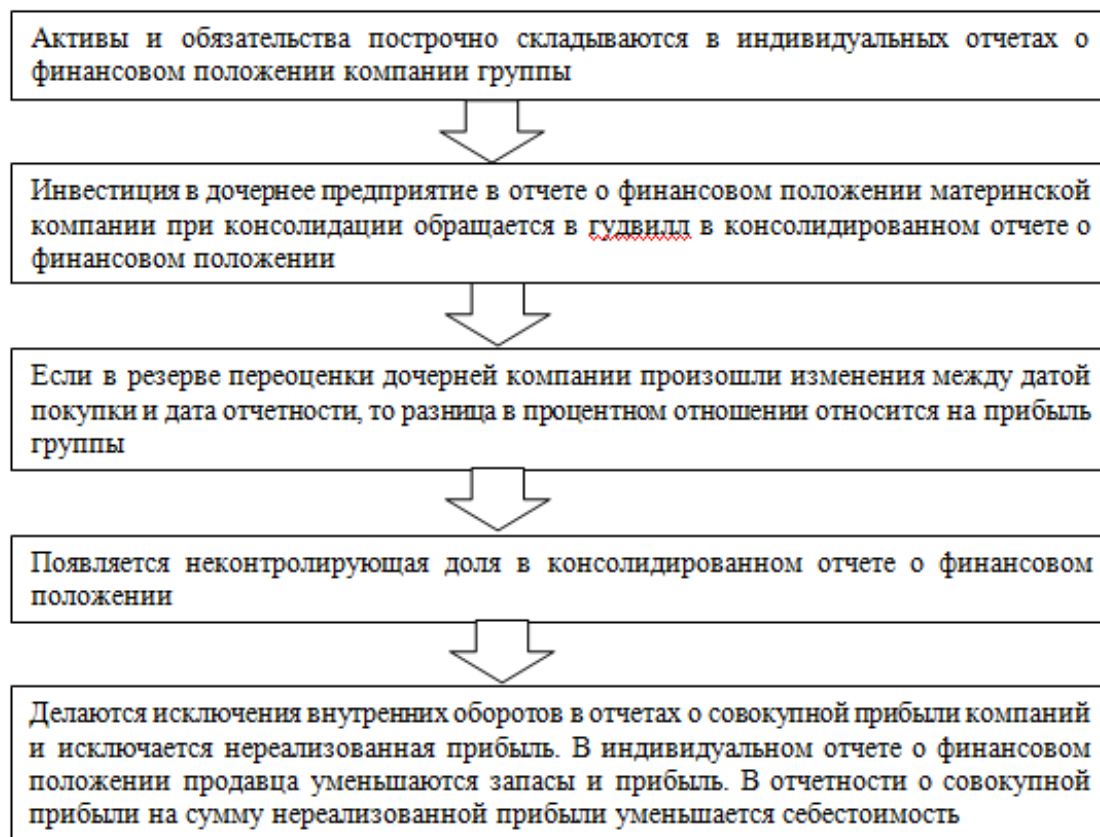 Активы и обязательства построчно складываются в индивидуальных отчетах о
финансовом положении компании группы
Инвестиция в дочернее предприятие в отчете о финансовом положении материнской
компании при консолидации обращается в гудвилл в консолидированном отчете о
финансовом положении
Если в резерве переоценки дочерней компании произошли изменения между датой
покупки и дата отчетности, то разница в процентном отношении относится на прибыль
группы
Появляется неконтролирующая доля в консолидированном отчете о финансовом
положении
Делаются исключения внутренних оборотов в отчетах о совокупной прибыли компаний
и исключается нереализованная прибыль. В индивидуальном отчете о финансовом
положении продавца уменьшаются запасы и прибыль. В отчетности о совокупной
прибыли на сумму нереализованной прибыли уменьшается себестоимость